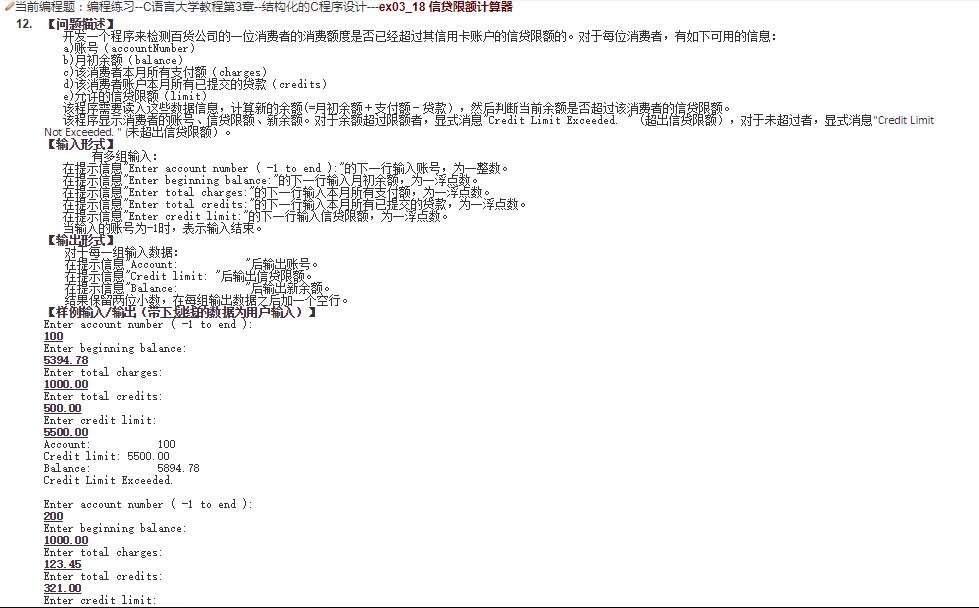 当前编程题：编程练习--C语言大学教程第3章--结构化的C程序设计---ex03_18 信贷限额计算器
12. 【问题描述】
开发一个程序来检测百货公司的一位消费者的消费额度是否已经超过其信用卡账户的信贷限额的。对于每位消费者，有如下可用的信息：
a)账号（accountNumber）
b)月初余额（balance）
c)该消费者本月所有支付额（charges）
d)该消费者账户本月所有已提交的贷款（credits）
e)允许的信贷限额（limit）
该程序需要读入这些数据信息，计算新的余额(=月初余额＋支付额－贷款），然后判断当前余额是否超过该消费者的信贷限额。
该程序显示消费者的账号、信贷限额、新余额。对于余额超过限额者，显式消息"Credit Limit Exceeded. "（超出信贷限额），对于未超过者，显式消息"Credit Limit
Not Exceeded. "（未超出信贷限额）。
【输入形式】
有多组输入：
在提示信息"Enter account number ( -1 to end ):"的下一行输入账号，为一整数。
在提示信息"Enter beginning balance:"的下一行输入月初余额，为一浮点数。
在提示信息"Enter total charges:"的下一行输入本月所有支付额，为一浮点数。
在提示信息"Enter total credits:"的下一行输入本月所有已提交的贷款，为一浮点数。
在提示信息"Enter credit limit:"的下一行输入信贷限额，为一浮点数。
当输入的账号为-1时，表示输入结束。
【输出形式】
对于每一组输入数据：
在提示信息"Account:          "后输出账号。
在提示信息"Credit limit: "后输出信贷限额。
在提示信息"Balance:          "后输出新余额。
结果保留两位小数，在每组输出数据之后加一个空行。
【样例输入/输出（带下划线的数据为用户输入）】
Enter account number ( -1 to end ):
100
Enter beginning balance:
5394.78
Enter total charges:
1000.00
Enter total credits:
500.00
Enter credit limit:
5500.00
Account:          100
Credit limit: 5500.00
Balance:          5894.78
Credit Limit Exceeded.
Enter account number ( -1 to end ):
200
Enter beginning balance:
1000.00
Enter total charges:
123.45
Enter total credits:
321.00
Enter credit limit: